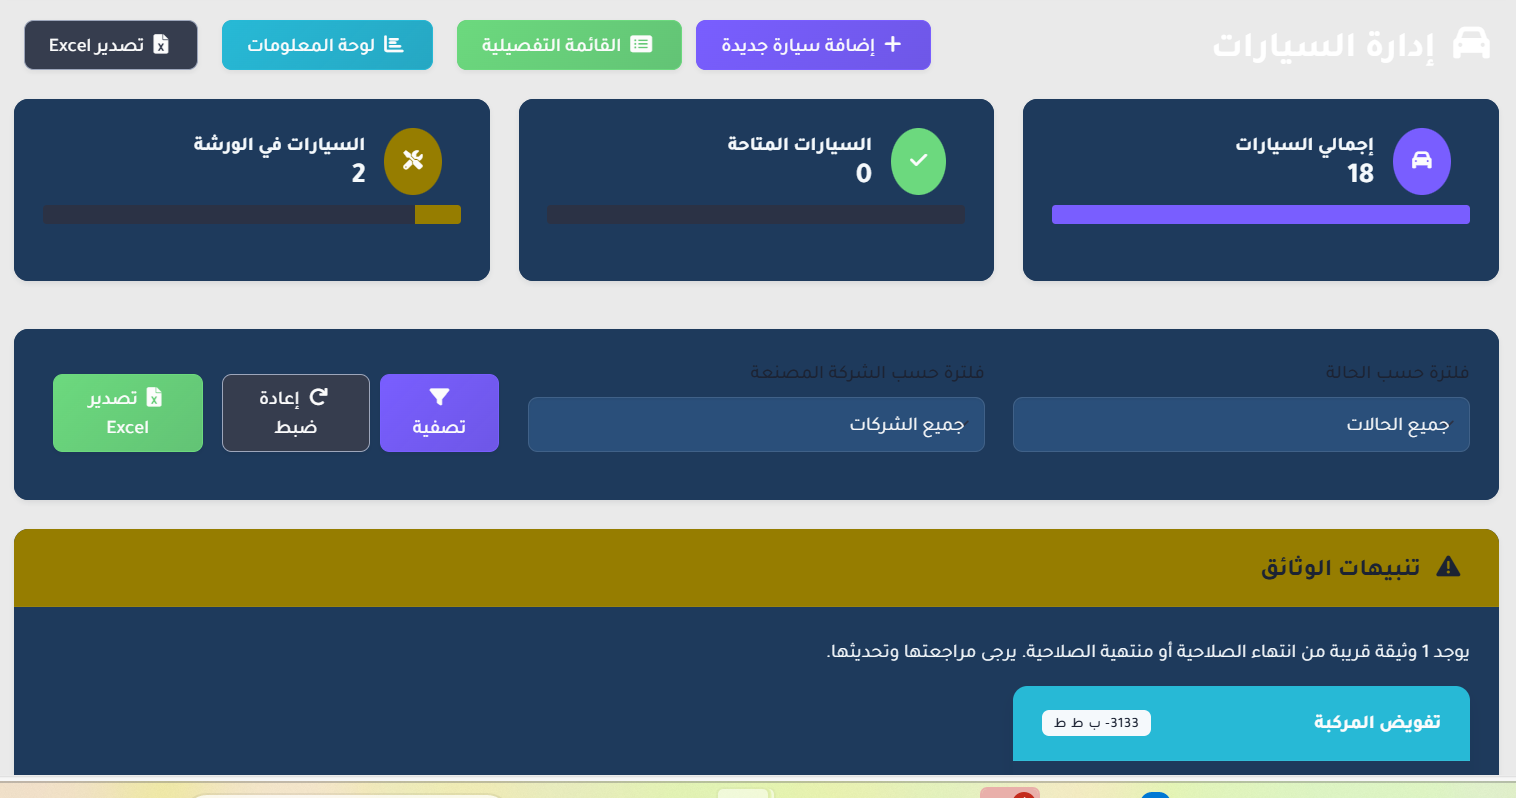 إدارة السيارات
إضافة سيارة جديدة
القائمة التفصيلية
لوحة المعلومات
تصدير Excel
إجمالي السيارات
18
السيارات المتاحة
0
السيارات في الورشة
2
فلترة حسب الحالة
جميع الحالات
فلترة حسب الشركة المصنعة
جميع الشركات
تصفية
إعادة
ضبط
تصدير
Excel
تنبيهات الوثائق
يوجد 1 وثيقة قريبة من انتهاء الصلاحية أو منتهية الصلاحية. يرجى مراجعتها وتحديثها.
تفويض المركبة
3133- ب ط ط